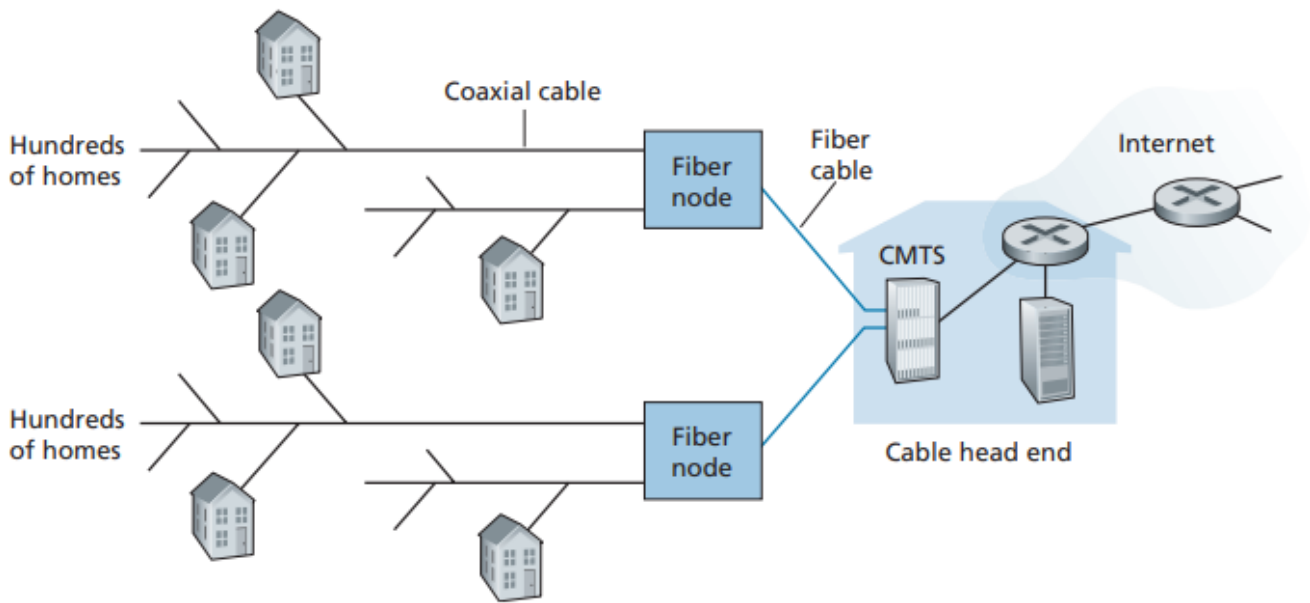 Coaxial cable
Hundreds
of homes
Fiber
node
Fiber
cable
Internet
CMTS
Hundreds
of homes
Fiber
node
Cable head end